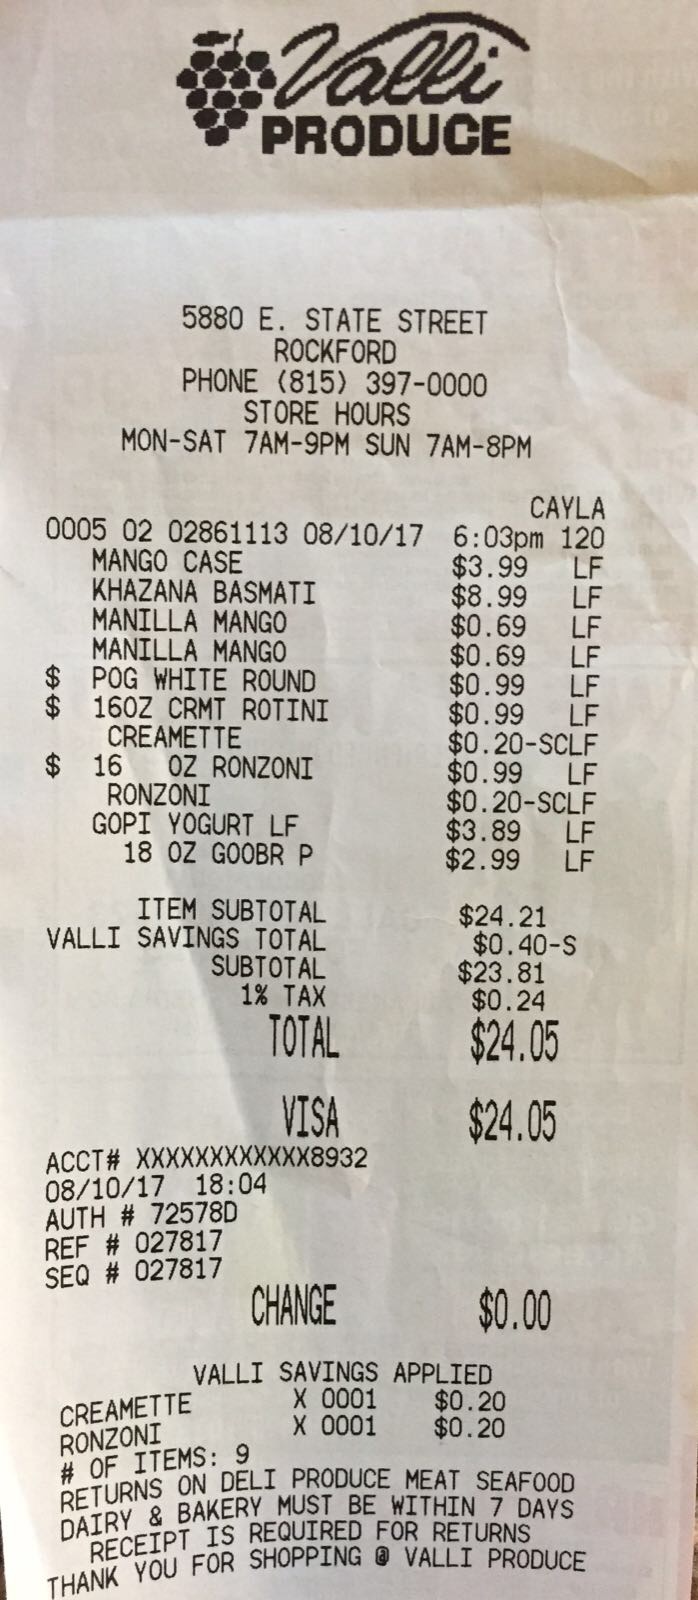 Valli
PRODUCE
5880 E. STATE STREET
ROCKFORD
PHONE (815) 397-0000
STORE HOURS
MON-SAT 7AM-9PM SUN 7AM-8PM
CAYLA
0005 02 02861113 08/10/17 6:03pm 120
MANGO CASE $3.99 LF
KHAZANA BASMATI $8.99 LF
MANILLA MANGO $0.69 LF
MANILLA MANGO $0.69 LF
$ POG WHITE ROUND $0.99 LF
$ 16OZ CRMT ROTINI $0.99 LF
CREAMETTE $0.20-SCLF
$ 16 OZ RONZONI $0.99 LF
RONZONI $0.20-SCLF
GOPI YOGURT LF $3.89 LF
18 OZ GOOBR P $2.99 LF
ITEM SUBTOTAL $24.21
VALLI SAVINGS TOTAL $0.40-S
SUBTOTAL $23.81
1% TAX $0.24
TOTAL $24.05
VISA $24.05
ACCT# XXXXXXXXXXXX8932
08/10/17 18:04
AUTH # 72578D
REF # 027817
SEQ # 027817
CHANGE $0.00
VALLI SAVINGS APPLIED
CREAMETTE X 0001 $0.20
RONZONI X 0001 $0.20
# OF ITEMS: 9
RETURNS ON DELI PRODUCE MEAT SEAFOOD
DAIRY & BAKERY MUST BE WITHIN 7 DAYS
RECEIPT IS REQUIRED FOR RETURNS
THANK YOU FOR SHOPPING @ VALLI PRODUCE